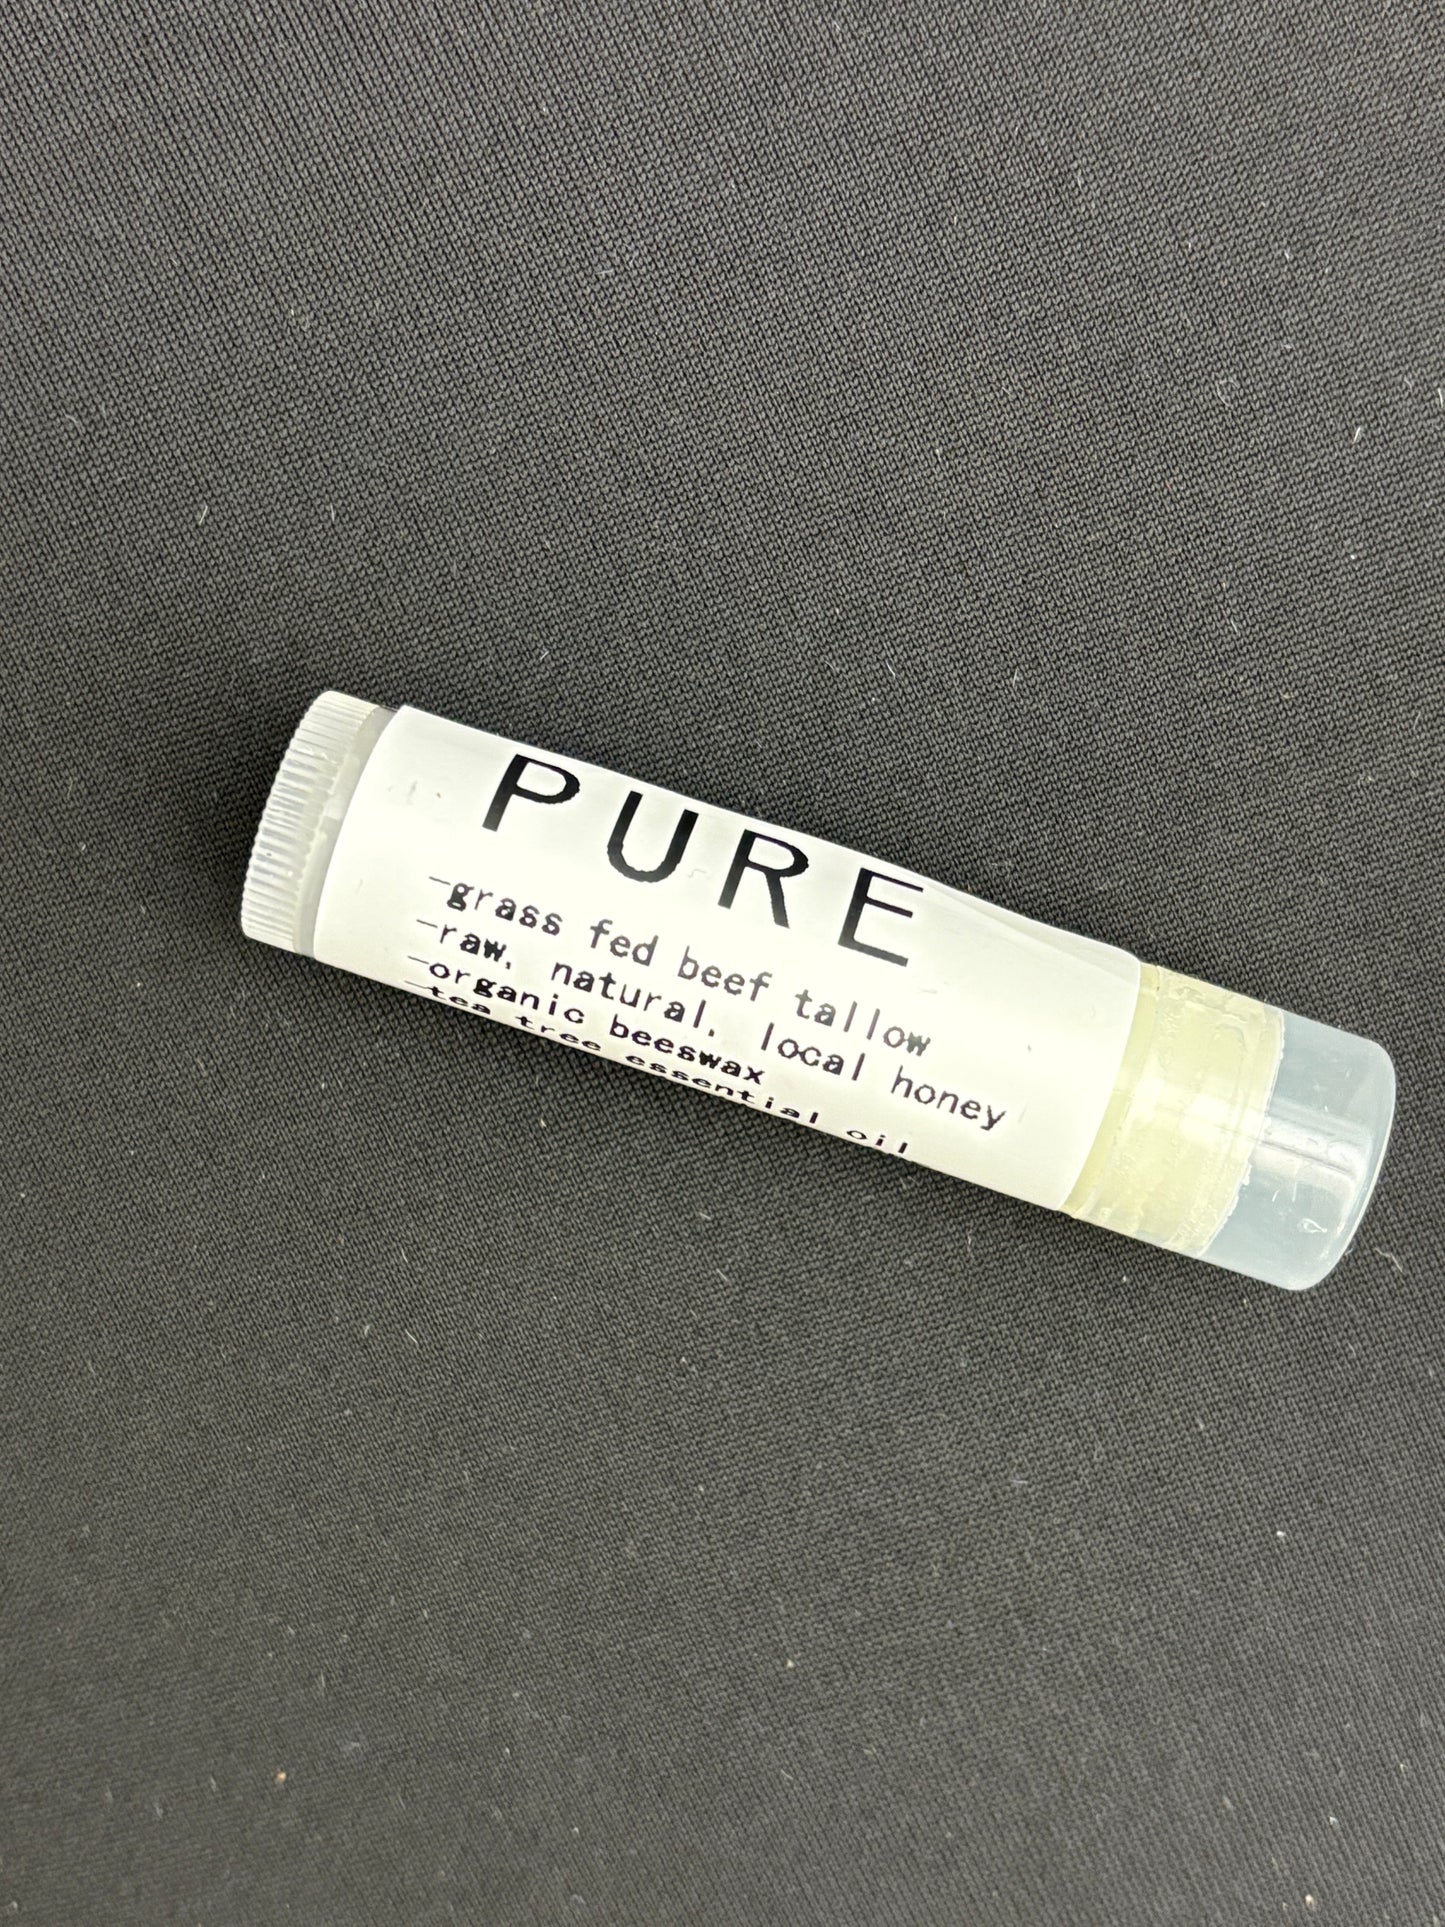 PURE
-grass fed beef tallow
-raw, natural, local honey
-organic beeswax
-tea tree essential oil